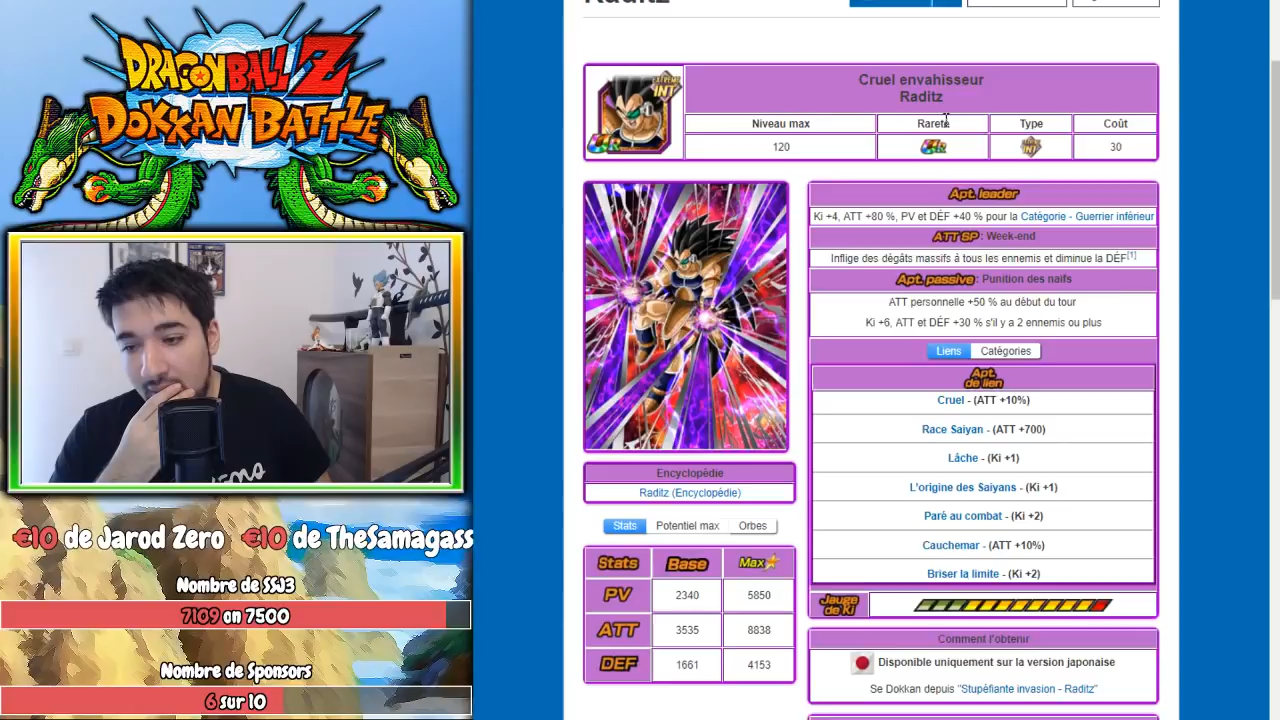 DRAGONBALL Z
DOKKAN BATTLE
€10 de Jarod Zero €10 de TheSamagass
Nombre de SSJ3
7109 on 7500
Nombre de Sponsors
6 sur 10
EXTREME
INT
UR
Cruel envahisseur
Raditz
Niveau max
Rareté
Type
Coût
120
UR
INT
30
Apt. leader
Ki +4, ATT +80 %, PV et DÉF +40 % pour la Catégorie - Guerrier inférieur
ATT SP : Week-end
Inflige des dégâts massifs à tous les ennemis et diminue la DÉF[1]
Apt. passive : Punition des naïfs
ATT personnelle +50 % au début du tour
Ki +6, ATT et DÉF +30 % s'il y a 2 ennemis ou plus
Liens Catégories
Apt.
de lien
Cruel - (ATT +10%)
Race Saiyan - (ATT +700)
Lâche - (Ki +1)
L'origine des Saiyans - (Ki +1)
Paré au combat - (Ki +2)
Cauchemar - (ATT +10%)
Briser la limite - (Ki +2)
Jauge
de Ki
Encyclopédie
Raditz (Encyclopédie)
Stats Potentiel max Orbes
Stats Base Max
PV 2340 5850
ATT 3535 8838
DEF 1661 4153
Comment l'obtenir
Disponible uniquement sur la version japonaise
Se Dokkan depuis "Stupéfiante invasion - Raditz"